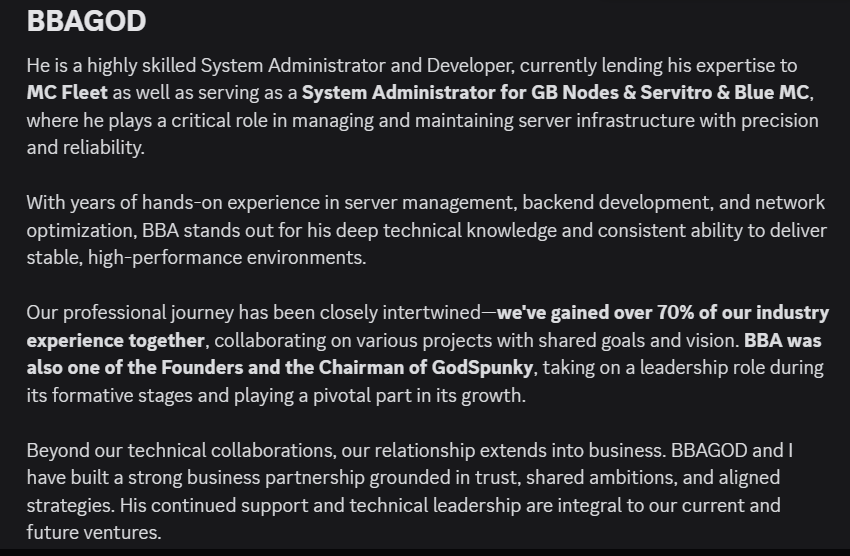 BBAGOD
He is a highly skilled System Administrator and Developer, currently lending his expertise to
MC Fleet as well as serving as a System Administrator for GB Nodes & Servitro & Blue MC,
where he plays a critical role in managing and maintaining server infrastructure with precision
and reliability.
With years of hands-on experience in server management, backend development, and network
optimization, BBA stands out for his deep technical knowledge and consistent ability to deliver
stable, high-performance environments.
Our professional journey has been closely intertwined—we've gained over 70% of our industry
experience together, collaborating on various projects with shared goals and vision. BBA was
also one of the Founders and the Chairman of GodSpunky, taking on a leadership role during
its formative stages and playing a pivotal part in its growth.
Beyond our technical collaborations, our relationship extends into business. BBAGOD and I
have built a strong business partnership grounded in trust, shared ambitions, and aligned
strategies. His continued support and technical leadership are integral to our current and
future ventures.